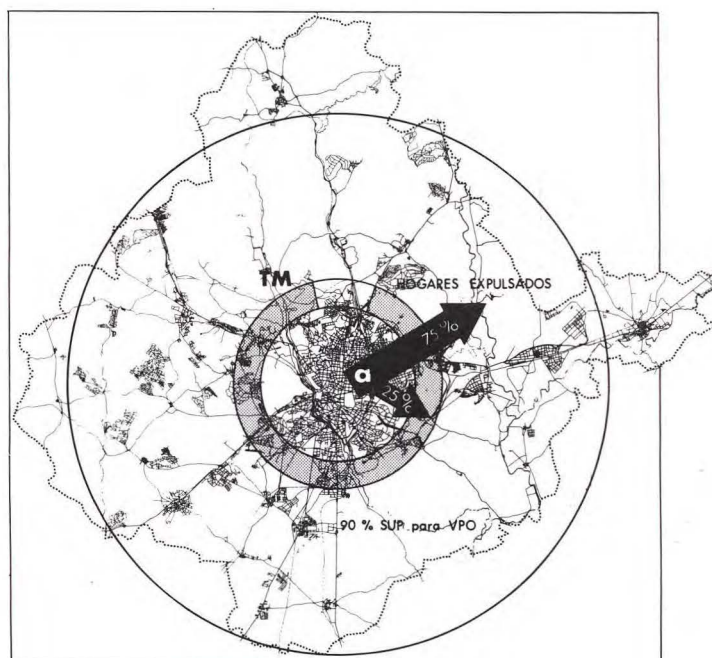 TM
HOGARES EXPULSADOS
75%
a
25%
90 % SUP para VPO